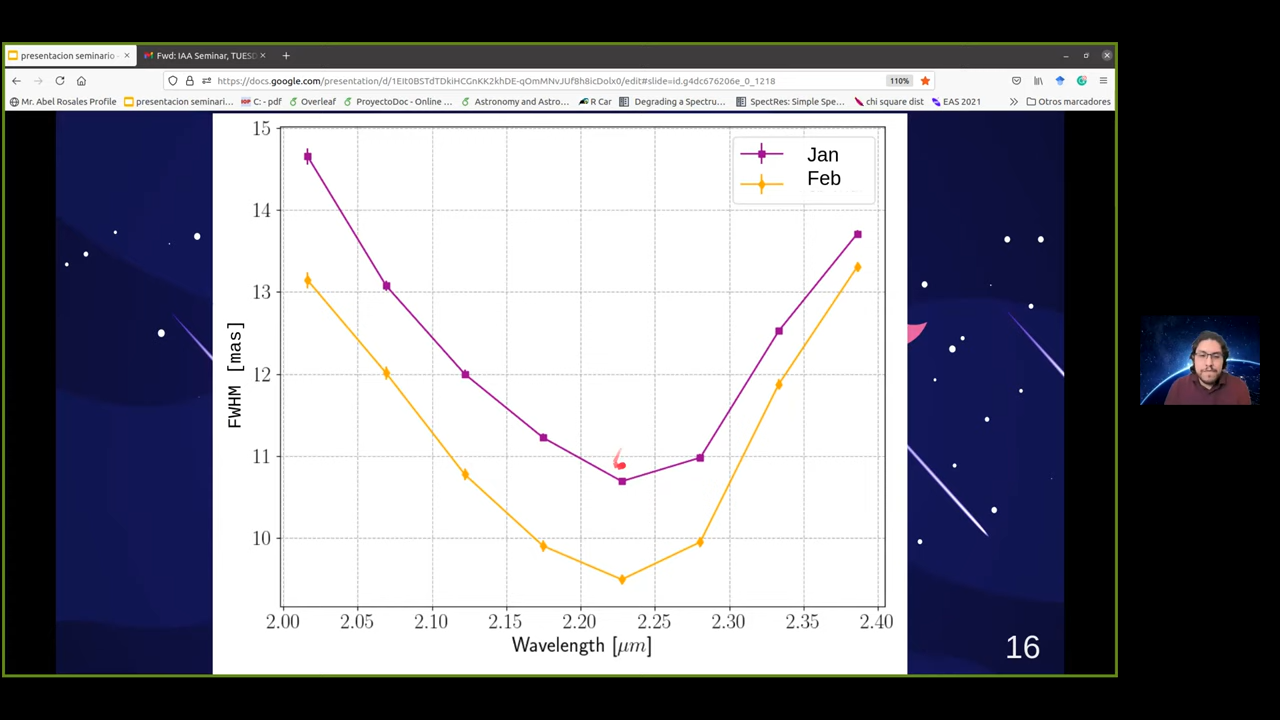 presentacion seminario -
Fwd: IAA Seminar, TUESD
https://docs.google.com/presentation/d/1EIt0BSTdTDkiHCGnKK2khDE-qOmMNvJUf8h8icDolx0/edit#slide=id.g4dc676206e_0_1218
110%
Mr. Abel Rosales Profile
presentacion seminari...
IOP C: - pdf
Overleaf
ProyectoDoc - Online ...
Astronomy and Astro...
R Car
Degrading a Spectru...
SpectRes: Simple Spe...
chi square dist
EAS 2021
Otros marcadores
15
14
13
12
11
10
FWHM [mas]
Jan
Feb
2.00 2.05 2.10 2.15 2.20 2.25 2.30 2.35 2.40
Wavelength [μm]
16